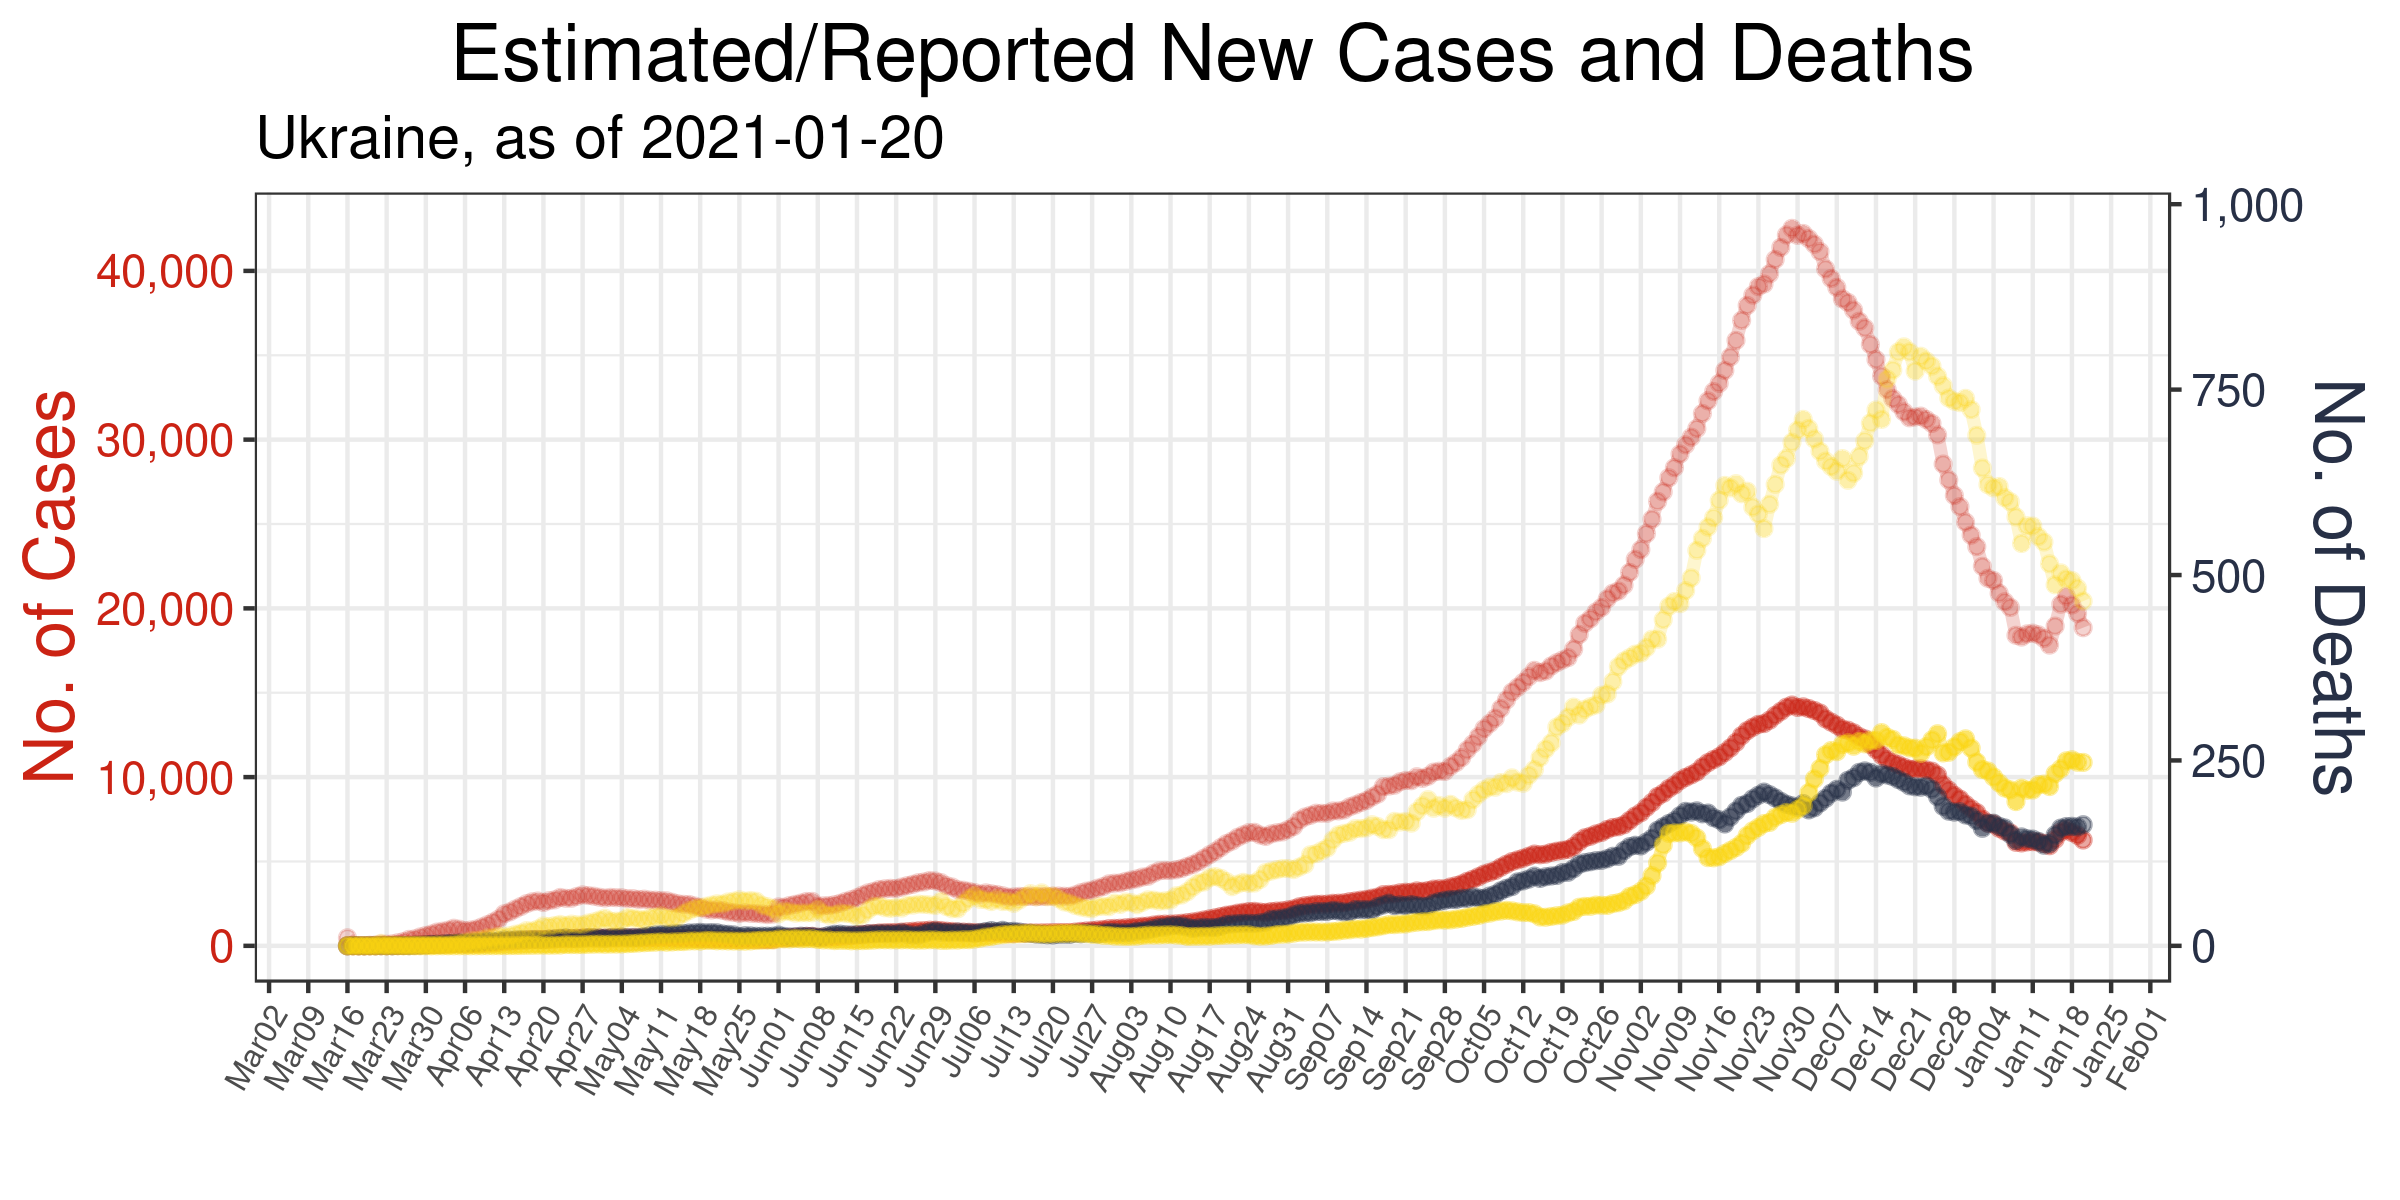 Estimated/Reported New Cases and Deaths
Ukraine, as of 2021-01-20
No. of Cases
40,000
30,000
20,000
10,000
0
1,000
750
500
250
0
No. of Deaths
Mar02
Mar09
Mar16
Mar23
Mar30
Apr06
Apr13
Apr20
Apr27
May04
May11
May18
May25
Jun01
Jun08
Jun15
Jun22
Jun29
Jul06
Jul13
Jul20
Jul27
Aug03
Aug10
Aug17
Aug24
Aug31
Sep07
Sep14
Sep21
Sep28
Oct05
Oct12
Oct19
Oct26
Nov02
Nov09
Nov16
Nov23
Nov30
Dec07
Dec14
Dec21
Dec28
Jan04
Jan11
Jan18
Jan25
Feb01